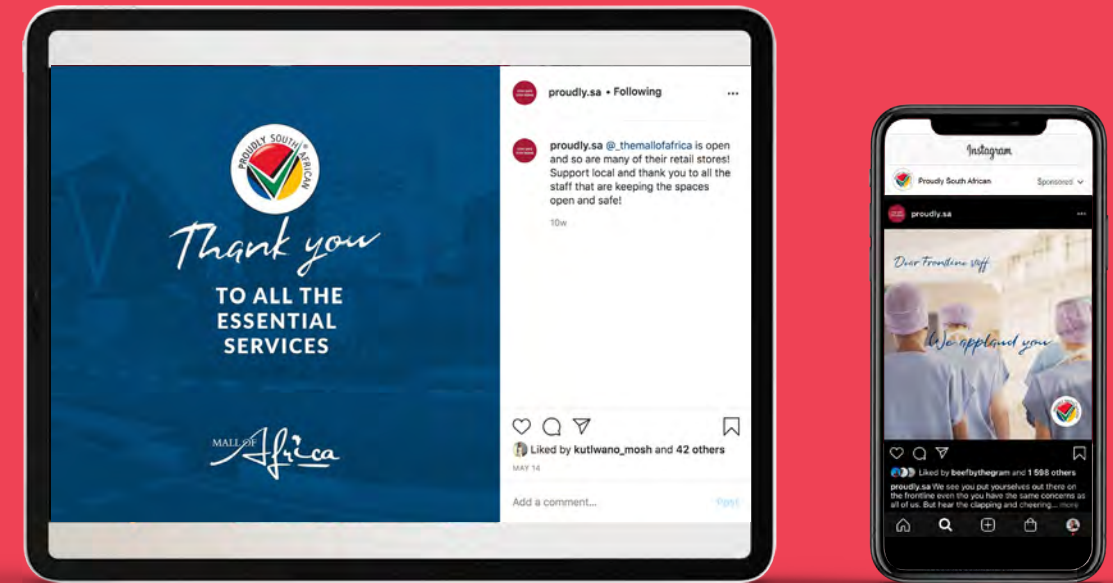 PROUDLY SOUTH AFRICAN
Thank you
TO ALL THE
ESSENTIAL
SERVICES
MALL OF
Africa
proudly.sa • Following
proudly.sa @_themallofafrica is open
and so are many of their retail stores!
Support local and thank you to all the
staff that are keeping the spaces
open and safe!
10w
Liked by kutlwano_mosh and 42 others
MAY 14
Add a comment...
Post
Instagram
Proudly South African
Sponsored
proudly.sa
Dear Frontline staff
We applaud you
Liked by beefbythegram and 1 598 others
proudly.sa We see you put yourselves out there on
the frontline even tho you have the same concerns as
all of us. But hear the clapping and cheering... more